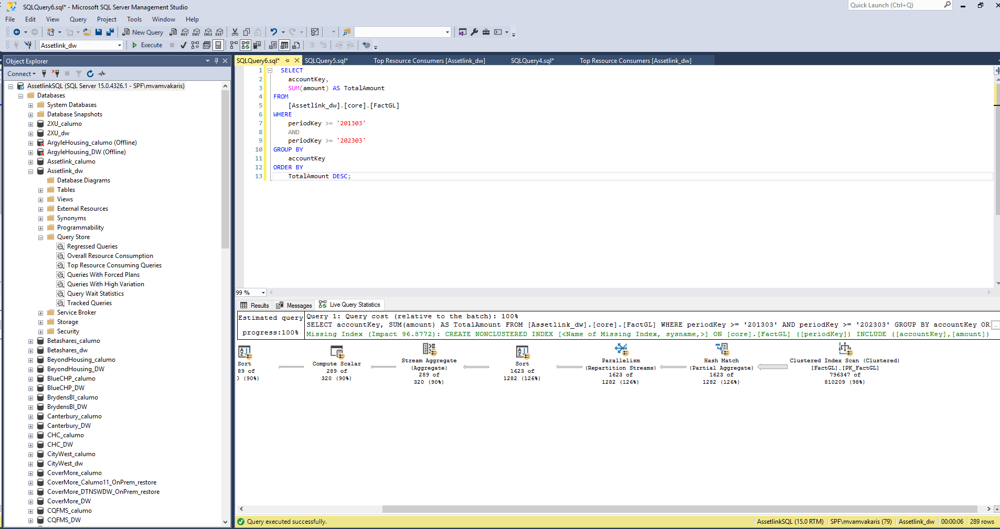 SQLQuery6.sql* - Microsoft SQL Server Management Studio
Quick Launch (Ctrl+Q)
File Edit View Query Project Tools Window Help
New Query MDX DMX XMLA DAX
Assetlink_dw Execute
Object Explorer
Connect
AssetlinkSQL (SQL Server 15.0.4326.1 - SPF\mvamvakaris)
Databases
System Databases
Database Snapshots
2XU_calumo
2XU_dw
ArgyleHousing_calumo (Offline)
ArgyleHousing_DW (Offline)
Assetlink_calumo
Assetlink_dw
Database Diagrams
Tables
Views
External Resources
Synonyms
Programmability
Query Store
Regressed Queries
Overall Resource Consumption
Top Resource Consuming Queries
Queries With Forced Plans
Queries With High Variation
Query Wait Statistics
Tracked Queries
Service Broker
Storage
Security
Betashares_calumo
Betashares_dw
BeyondHousing_calumo
BeyondHousing_DW
BlueCHP_calumo
BlueCHP_DW
BrydensBI_calumo
BrydensBI_DW
Canterbury_calumo
Canterbury_DW
CHC_calumo
CHC_DW
CityWest_calumo
CityWest_dw
CoverMore_calumo
CoverMore_Calumo11_OnPrem_restore
CoverMore_DTNSWDW_OnPrem_restore
CoverMore_DW
CQFMS_calumo
CQFMS_DW
SQLQuery6.sql* SQLQuery5.sql* Top Resource Consumers [Assetlink_dw] SQLQuery4.sql* Top Resource Consumers [Assetlink_dw]
1 SELECT
2 accountKey,
3 SUM(amount) AS TotalAmount
4 FROM
5 [Assetlink_dw].[core].[FactGL]
6 WHERE
7 periodKey >= '201303'
8 AND
9 periodKey >= '202303'
10 GROUP BY
11 accountKey
12 ORDER BY
13 TotalAmount DESC;
99 %
Results Messages Live Query Statistics
Estimated query progress:100%
Query 1: Query cost (relative to the batch): 100%
SELECT accountKey, SUM(amount) AS TotalAmount FROM [Assetlink_dw].[core].[FactGL] WHERE periodKey >= '201303' AND periodKey >= '202303' GROUP BY accountKey OR
Missing Index (Impact 96.8772): CREATE NONCLUSTERED INDEX [<Name of Missing Index, sysname,>] ON [core].[FactGL] ([periodKey]) INCLUDE ([accountKey],[amount])
Sort
89 of
0 (90%)
Compute Scalar
289 of
320 (90%)
Stream Aggregate
(Aggregate)
289 of
320 (90%)
Sort
1623 of
1282 (126%)
Parallelism
(Repartition Streams)
1623 of
1282 (126%)
Hash Match
(Partial Aggregate)
1623 of
1282 (126%)
Clustered Index Scan (Clustered)
[FactGL].[PK_FactGL]
796347 of
810209 (98%)
Query executed successfully.
AssetlinkSQL (15.0 RTM) SPF\mvamvakaris (79) Assetlink_dw 00:00:06 289 rows